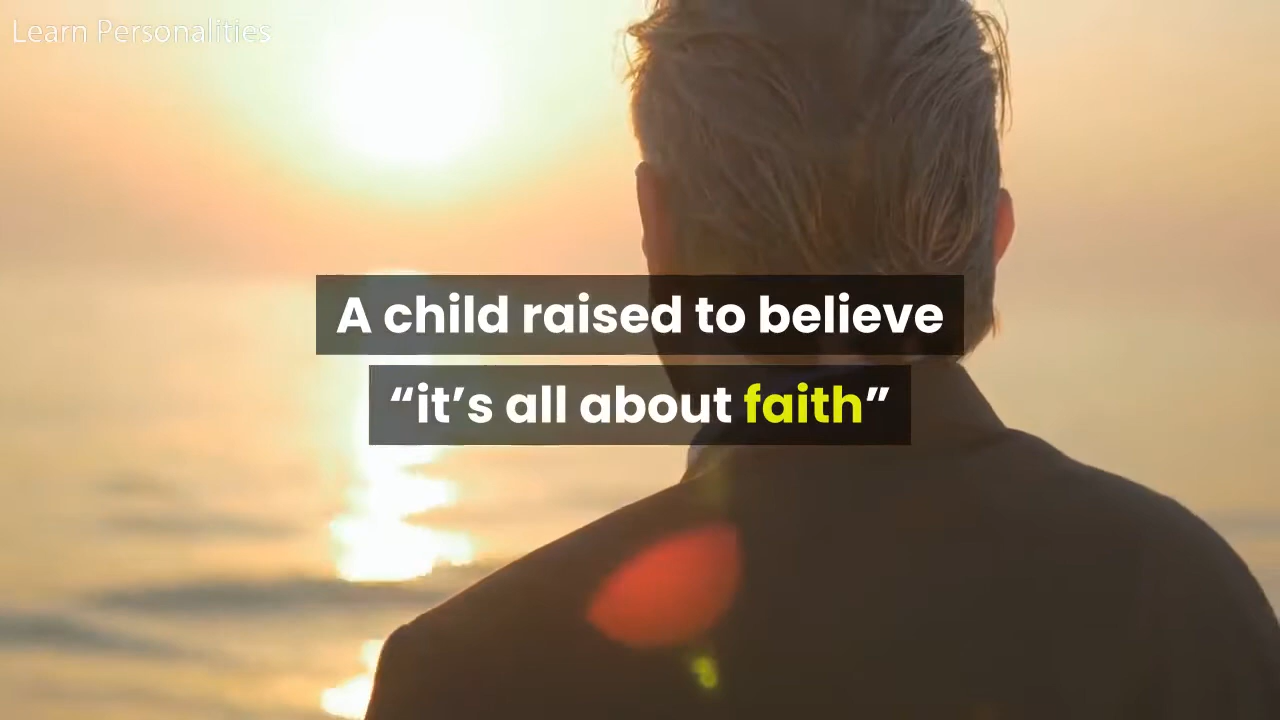 Learn Personalities
A child raised to believe
“it’s all about faith”